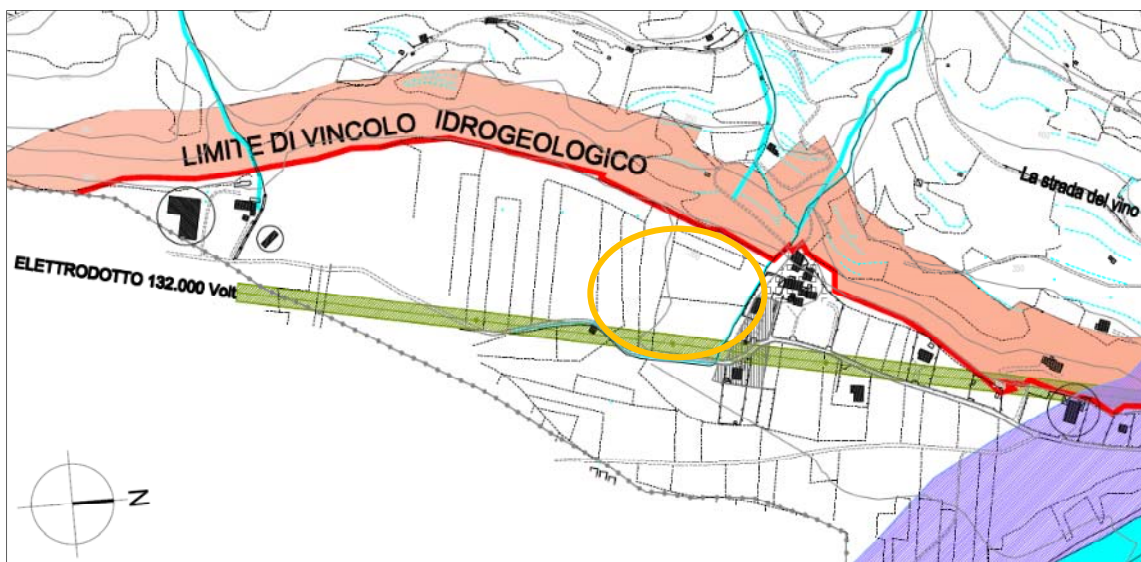 LIMITE DI VINCOLO IDROGEOLOGICO
La strada del vino
ELETTRODOTTO 132.000 Volt
N